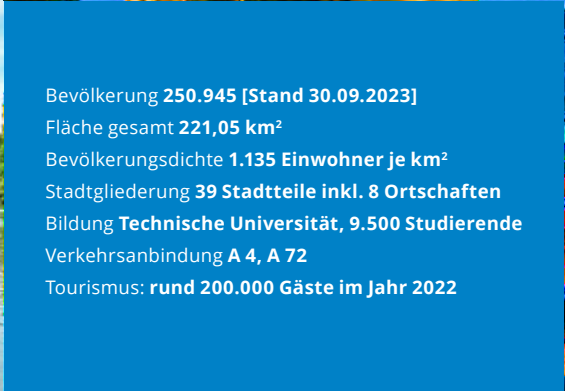 Bevölkerung 250.945 [Stand 30.09.2023]
Fläche gesamt 221,05 km²
Bevölkerungsdichte 1.135 Einwohner je km²
Stadtgliederung 39 Stadtteile inkl. 8 Ortschaften
Bildung Technische Universität, 9.500 Studierende
Verkehrsanbindung A 4, A 72
Tourismus: rund 200.000 Gäste im Jahr 2022